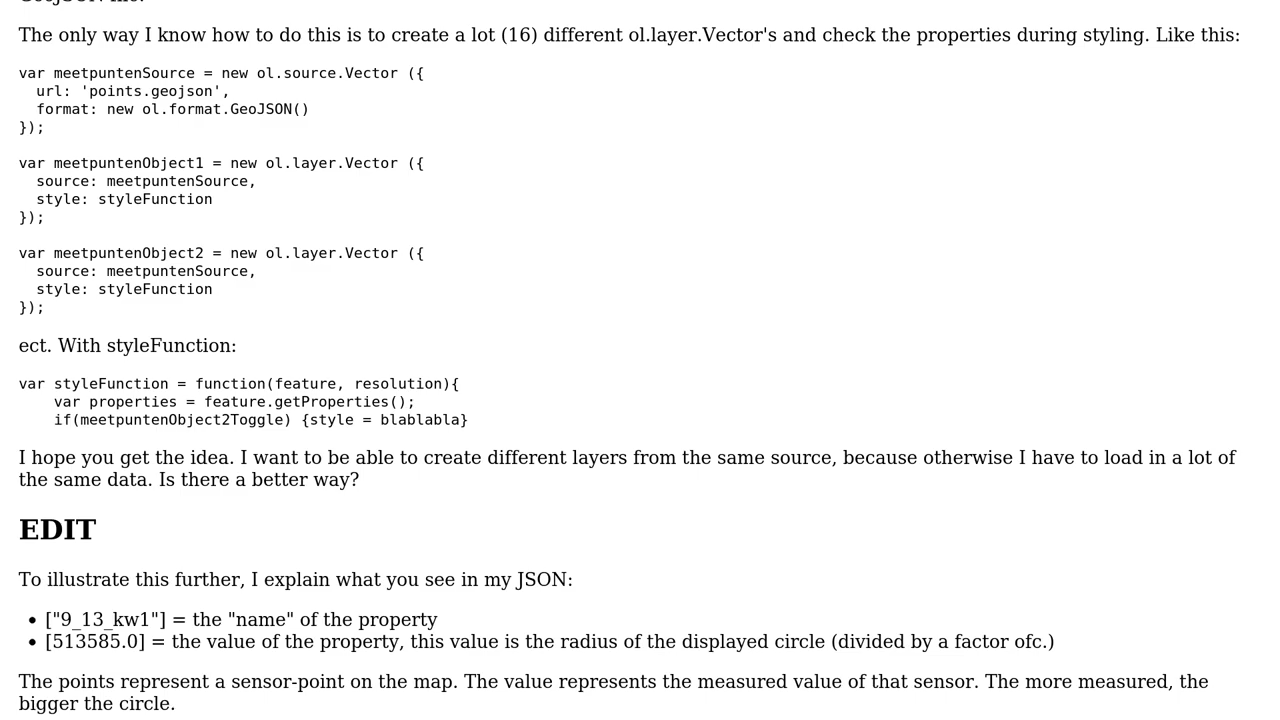 GeoJSON file.
The only way I know how to do this is to create a lot (16) different ol.layer.Vector's and check the properties during styling. Like this:
var meetpuntenSource = new ol.source.Vector ({
  url: 'points.geojson',
  format: new ol.format.GeoJSON()
});
var meetpuntenObject1 = new ol.layer.Vector ({
  source: meetpuntenSource,
  style: styleFunction
});
var meetpuntenObject2 = new ol.layer.Vector ({
  source: meetpuntenSource,
  style: styleFunction
});
ect. With styleFunction:
var styleFunction = function(feature, resolution){
    var properties = feature.getProperties();
    if(meetpuntenObject2Toggle) {style = blablabla}
I hope you get the idea. I want to be able to create different layers from the same source, because otherwise I have to load in a lot of
the same data. Is there a better way?
EDIT
To illustrate this further, I explain what you see in my JSON:
• ["9_13_kw1"] = the "name" of the property
• [513585.0] = the value of the property, this value is the radius of the displayed circle (divided by a factor ofc.)
The points represent a sensor-point on the map. The value represents the measured value of that sensor. The more measured, the
bigger the circle.